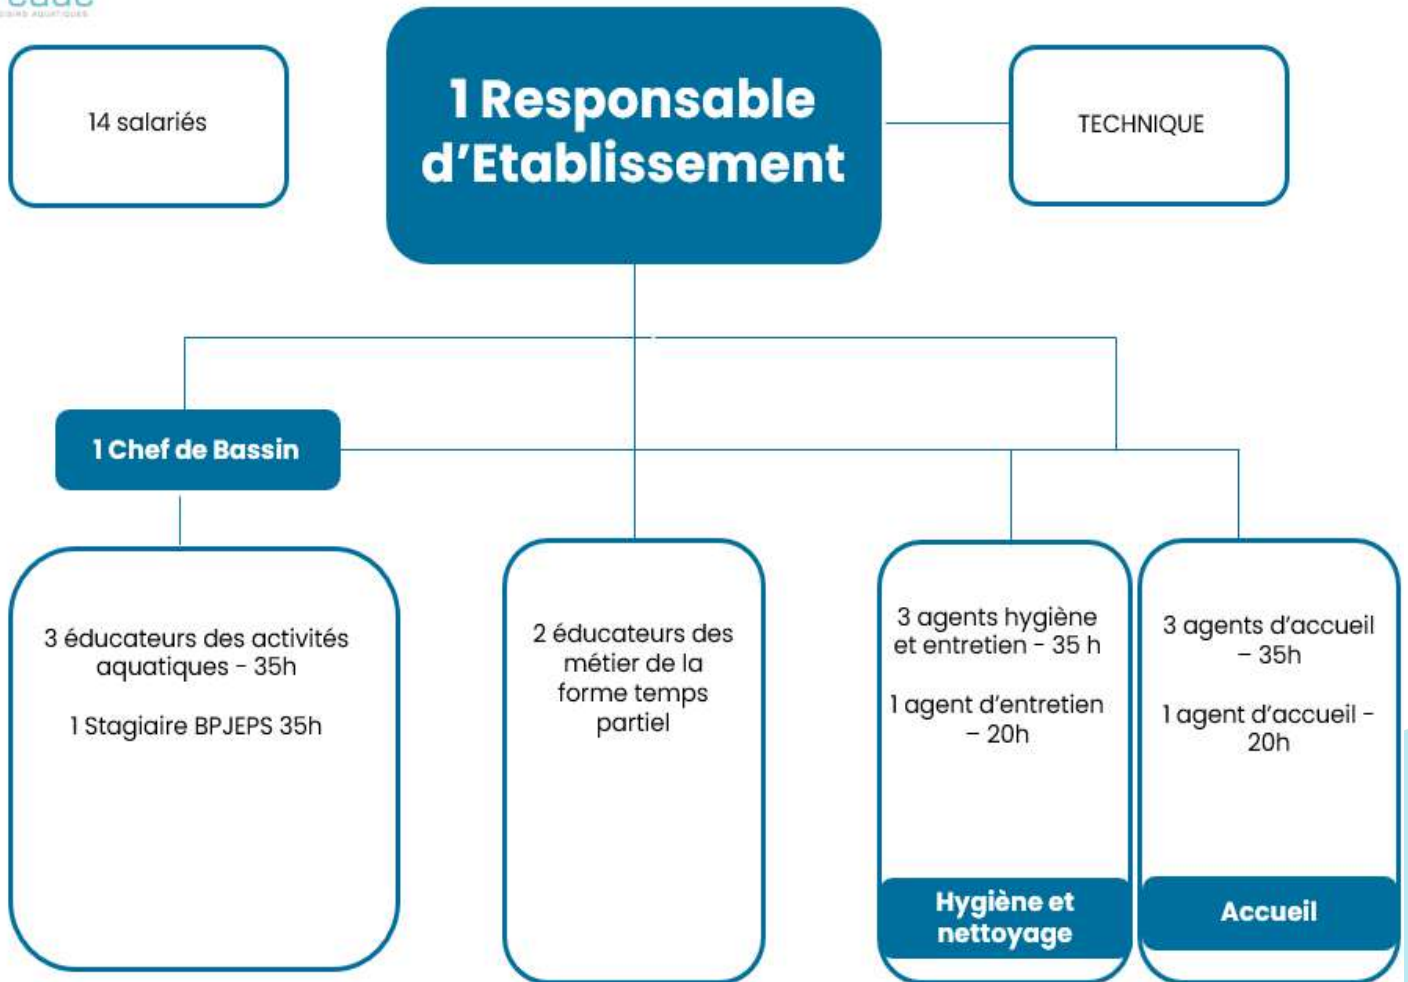 LOISIRS AQUATIQUES
14 salariés
1 Responsable
d'Etablissement
TECHNIQUE
1 Chef de Bassin
3 éducateurs des activités
aquatiques - 35h
1 Stagiaire BPJEPS 35h
2 éducateurs des
métier de la
forme temps
partiel
3 agents hygiène
et entretien - 35 h
1 agent d'entretien
– 20h
Hygiène et
nettoyage
3 agents d'accueil
– 35h
1 agent d'accueil -
20h
Accueil